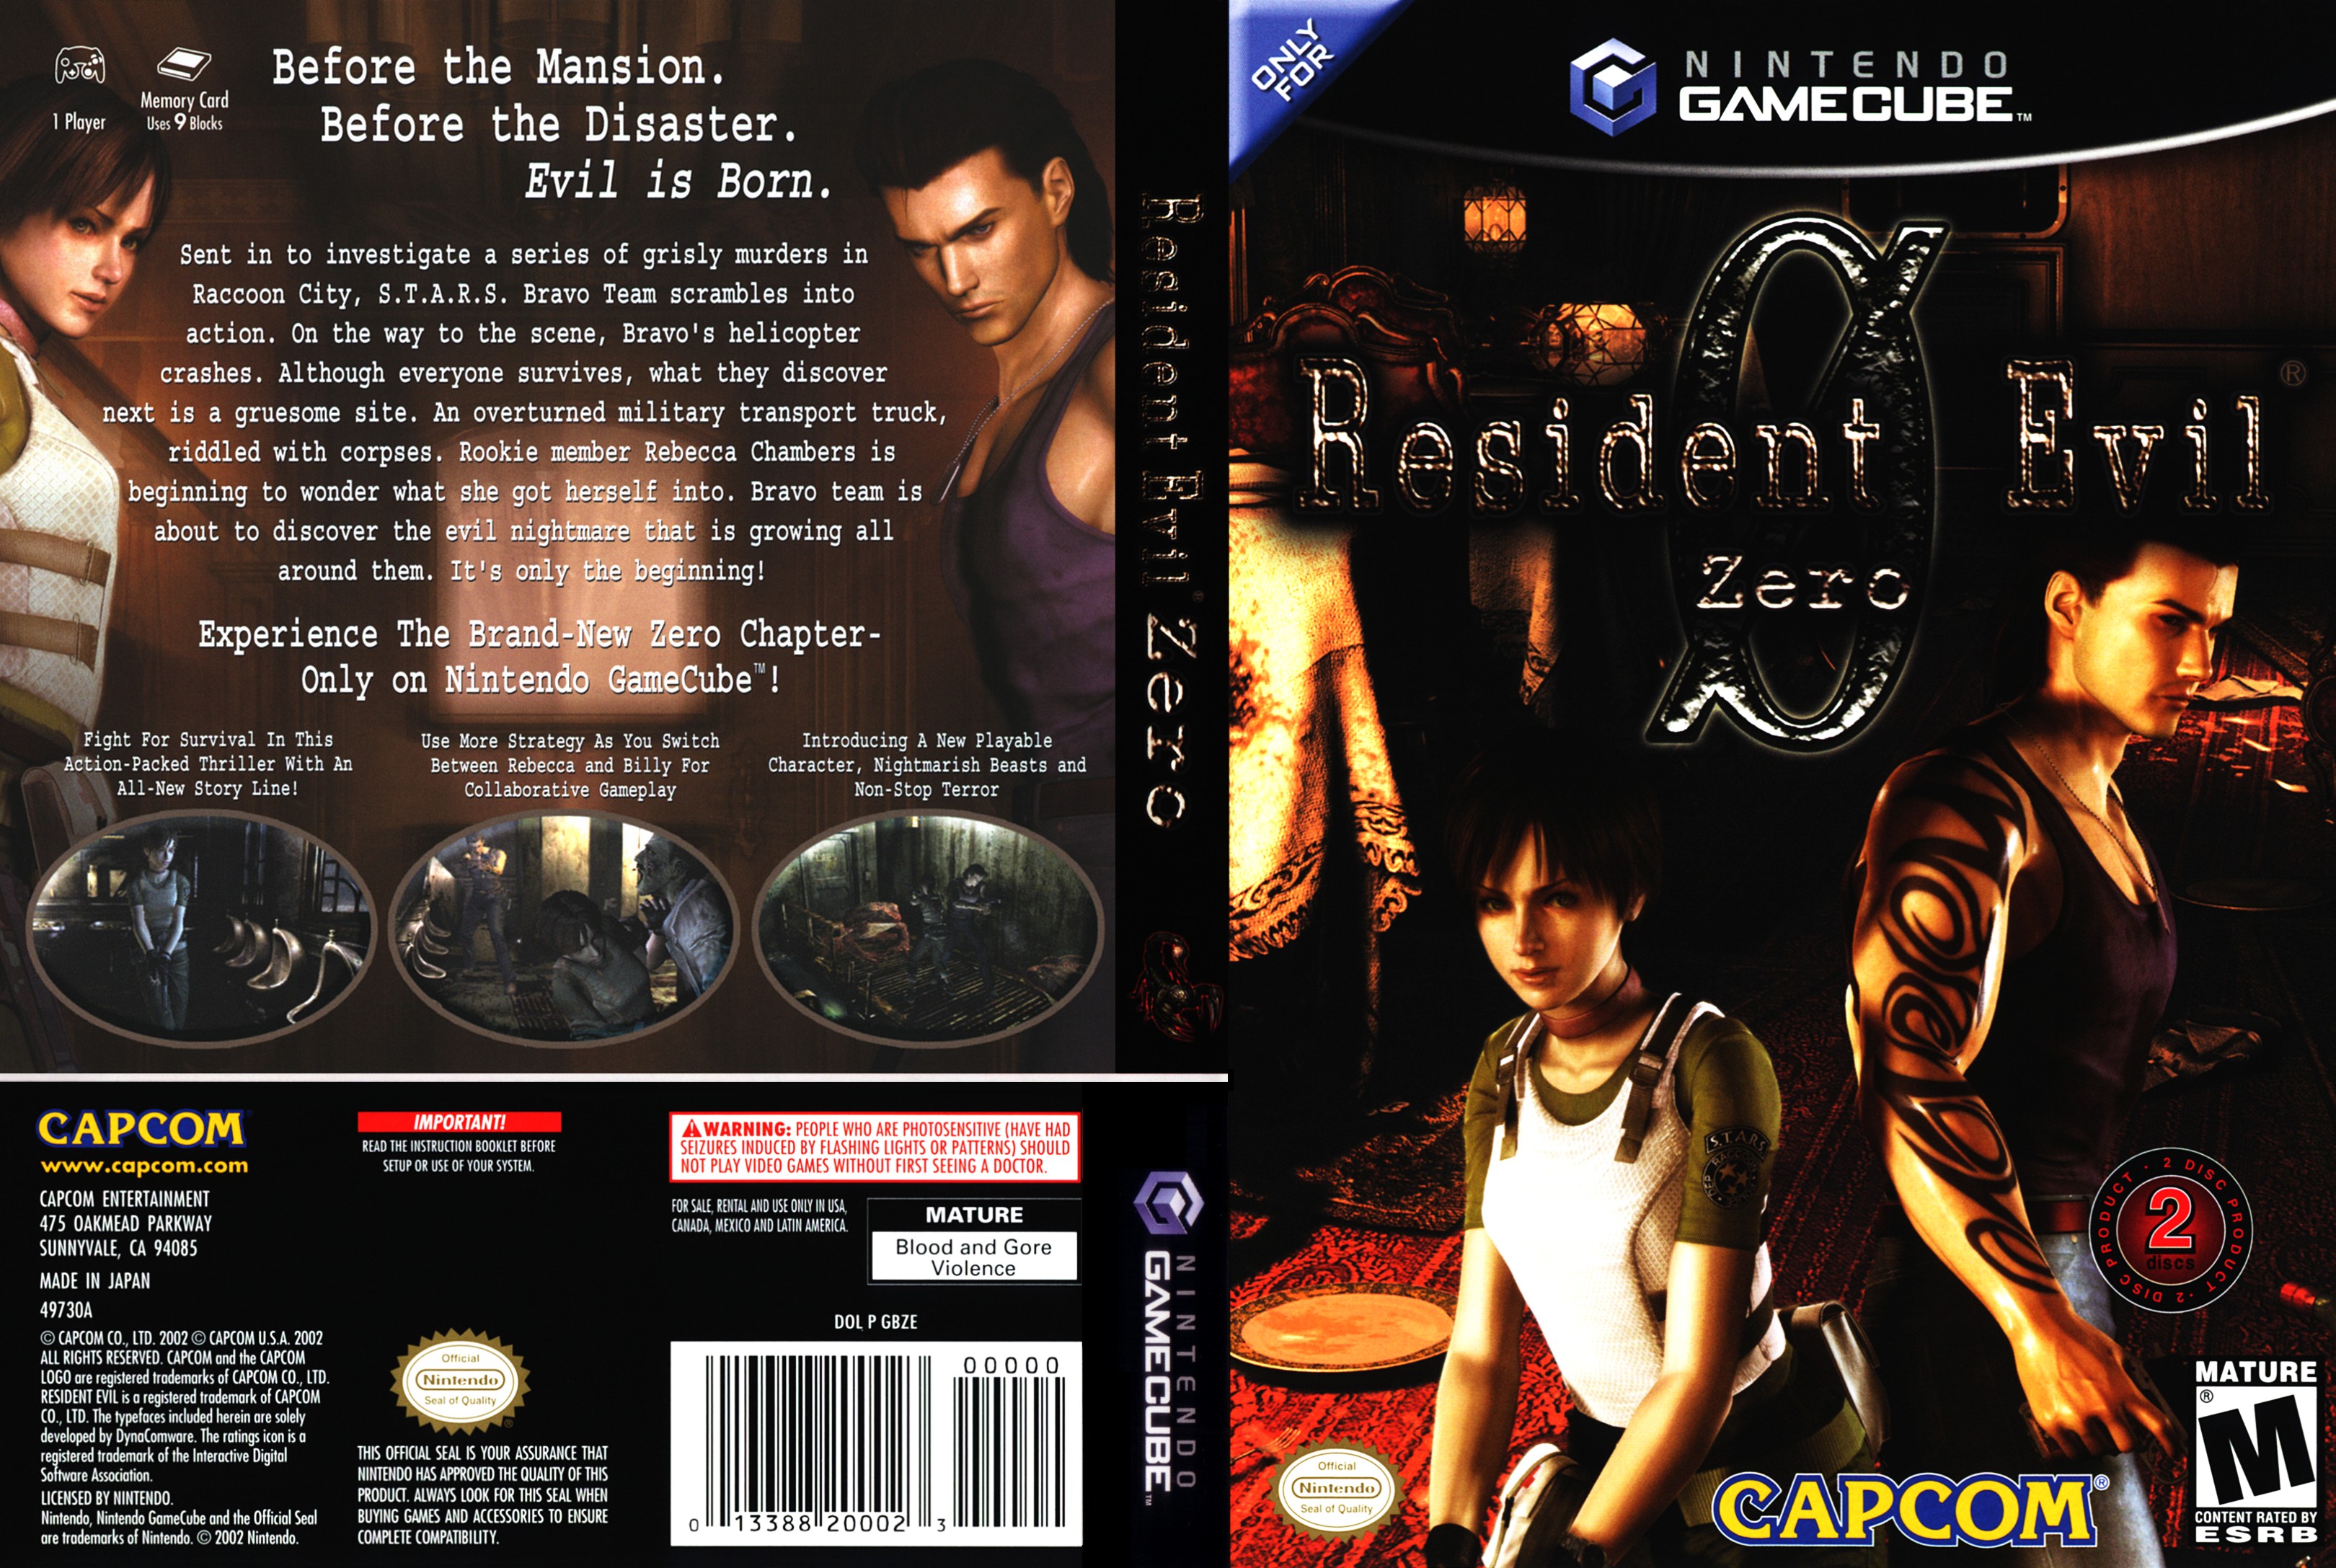 1 Player
Memory Card
Uses 9 Blocks
Before the Mansion.
Before the Disaster.
Evil is Born.
Sent in to investigate a series of grisly murders in
Raccoon City, S.T.A.R.S. Bravo Team scrambles into
action. On the way to the scene, Bravo's helicopter
crashes. Although everyone survives, what they discover
next is a gruesome site. An overturned military transport truck,
riddled with corpses. Rookie member Rebecca Chambers is
beginning to wonder what she got herself into. Bravo team is
about to discover the evil nightmare that is growing all
around them. It's only the beginning!
Experience The Brand-New Zero Chapter-
Only on Nintendo GameCube™!
Fight For Survival In This
Action-Packed Thriller With An
All-New Story Line!
Use More Strategy As You Switch
Between Rebecca and Billy For
Collaborative Gameplay
Introducing A New Playable
Character, Nightmarish Beasts and
Non-Stop Terror
CAPCOM
www.capcom.com
CAPCOM ENTERTAINMENT
475 OAKMEAD PARKWAY
SUNNYVALE, CA 94085
MADE IN JAPAN
49730A
© CAPCOM CO., LTD. 2002 © CAPCOM U.S.A. 2002
ALL RIGHTS RESERVED. CAPCOM and the CAPCOM
LOGO are registered trademarks of CAPCOM CO., LTD.
RESIDENT EVIL is a registered trademark of CAPCOM
CO., LTD. The typefaces included herein are solely
developed by DynaComware. The ratings icon is a
registered trademark of the Interactive Digital
Software Association.
LICENSED BY NINTENDO.
Nintendo, Nintendo GameCube and the Official Seal
are trademarks of Nintendo. © 2002 Nintendo.
IMPORTANT!
READ THE INSTRUCTION BOOKLET BEFORE
SETUP OR USE OF YOUR SYSTEM.
Official
Nintendo
Seal of Quality
THIS OFFICIAL SEAL IS YOUR ASSURANCE THAT
NINTENDO HAS APPROVED THE QUALITY OF THIS
PRODUCT. ALWAYS LOOK FOR THIS SEAL WHEN
BUYING GAMES AND ACCESSORIES TO ENSURE
COMPLETE COMPATIBILITY.
WARNING: PEOPLE WHO ARE PHOTOSENSITIVE (HAVE HAD
SEIZURES INDUCED BY FLASHING LIGHTS OR PATTERNS) SHOULD
NOT PLAY VIDEO GAMES WITHOUT FIRST SEEING A DOCTOR.
FOR SALE, RENTAL AND USE ONLY IN USA,
CANADA, MEXICO AND LATIN AMERICA.
MATURE
Blood and Gore
Violence
DOL P GBZE
00000
0 13388 20002 3
Resident Evil® Zero
NINTENDO
GAMECUBE™
ONLY
FOR
NINTENDO
GAMECUBE™
0
Resident Evil®
Zero
S.T.A.R.S
2 DISC PRODUCT · 2 DISC PRODUCT ·
2
discs
Official
Nintendo
Seal of Quality
CAPCOM®
MATURE
®
M
CONTENT RATED BY
ESRB